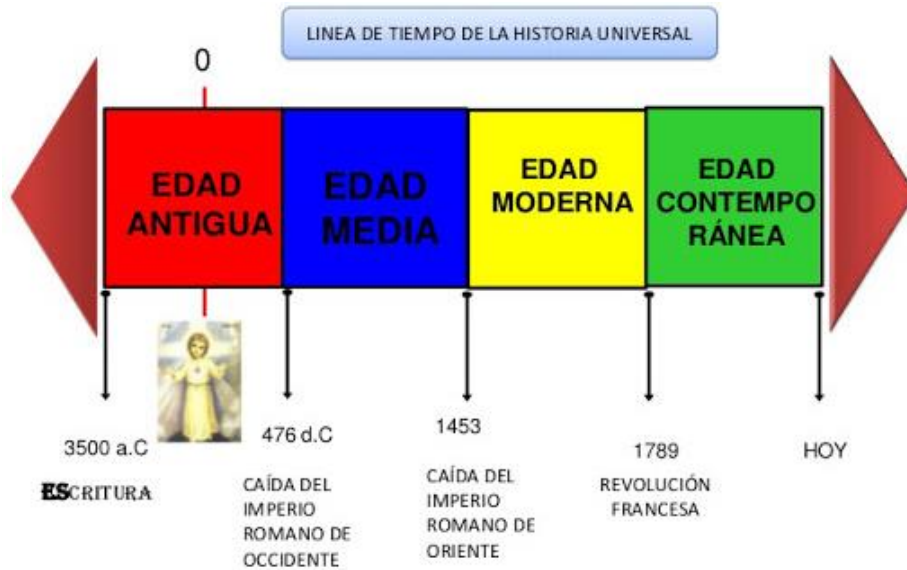 LINEA DE TIEMPO DE LA HISTORIA UNIVERSAL
0
EDAD
ANTIGUA
EDAD
MEDIA
EDAD
MODERNA
EDAD
CONTEMPO
RÁNEA
3500 a.C
ESCRITURA
476 d.C
CAÍDA DEL
IMPERIO
ROMANO DE
OCCIDENTE
1453
CAÍDA DEL
IMPERIO
ROMANO DE
ORIENTE
1789
REVOLUCIÓN
FRANCESA
HOY